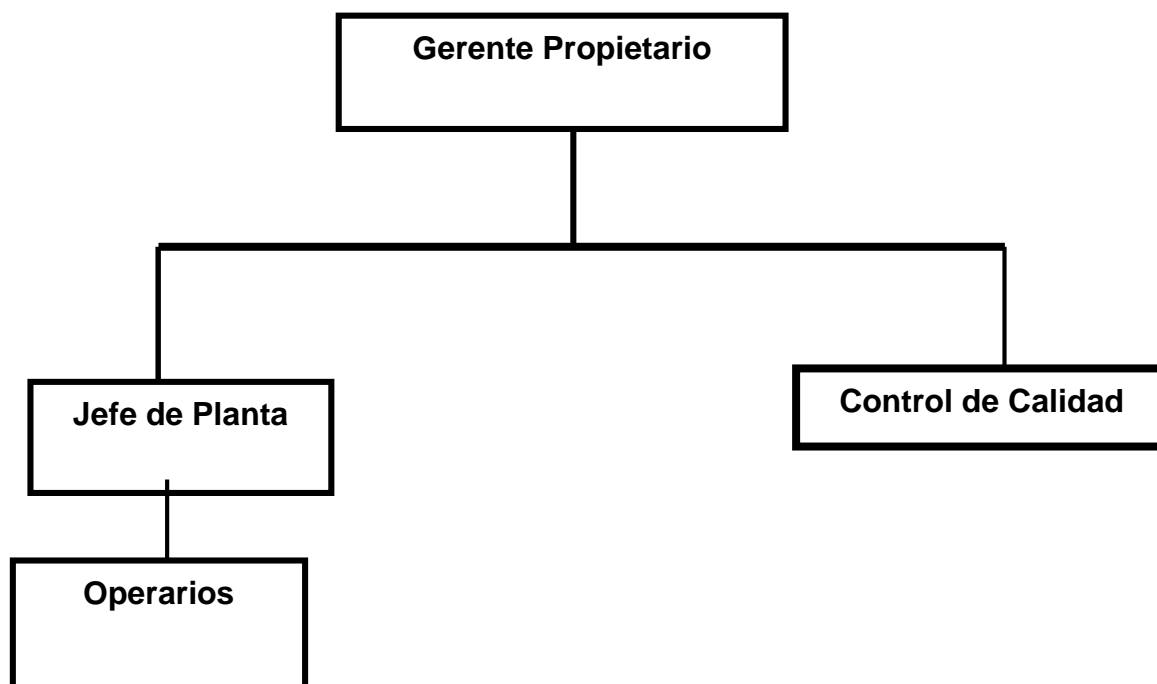 Gerente Propietario
Jefe de Planta
Control de Calidad
Operarios